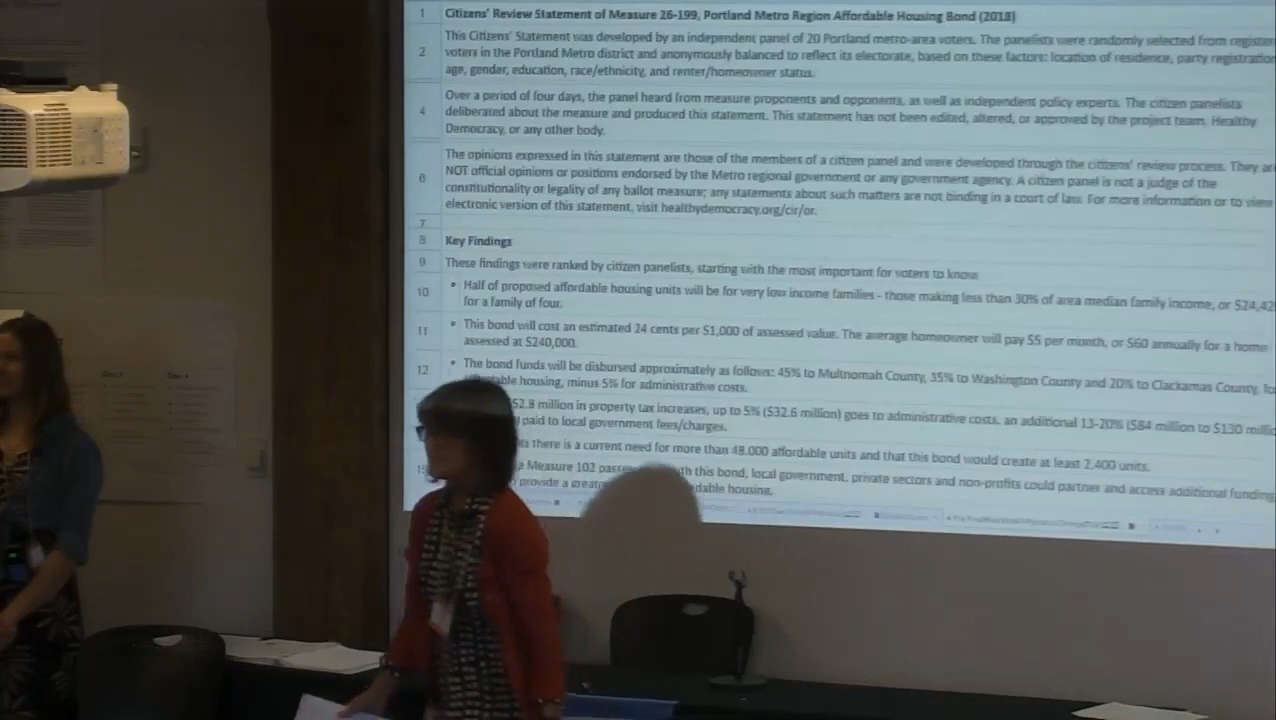 1 Citizens' Review Statement of Measure 26-199, Portland Metro Region Affordable Housing Bond (2018)
This Citizens' Statement was developed by an independent panel of 20 Portland metro-area voters. The panelists were randomly selected from register
2 voters in the Portland Metro district and anonymously balanced to reflect its electorate, based on these factors: location of residence, party registratio
age, gender, education, race/ethnicity, and renter/homeowner status.
Over a period of four days, the panel heard from measure proponents and opponents, as well as independent policy experts. The citizen panelists
4 deliberated about the measure and produced this statement. This statement has not been edited, altered, or approved by the project team, Healthy
Democracy, or any other body.
The opinions expressed in this statement are those of the members of a citizen panel and were developed through the citizens' review process. They ar
6 NOT official opinions or positions endorsed by the Metro regional government or any government agency. A citizen panel is not a judge of the
constitutionality or legality of any ballot measure; any statements about such matters are not binding in a court of law. For more information or to view
electronic version of this statement, visit healthydemocracy.org/cir/or.
7
8 Key Findings
9 These findings were ranked by citizen panelists, starting with the most important for voters to know.
10 • Half of proposed affordable housing units will be for very low income families - those making less than 30% of area median family income, or $24,42
for a family of four.
11 • This bond will cost an estimated 24 cents per $1,000 of assessed value. The average homeowner will pay $5 per month, or $60 annually for a home
assessed at $240,000.
12 • The bond funds will be disbursed approximately as follows: 45% to Multnomah County, 35% to Washington County and 20% to Clackamas County, fo
able housing, minus 5% for administrative costs.
52.8 million in property tax increases, up to 5% ($32.6 million) goes to administrative costs, an additional 13-20% ($84 million to $130 millio
paid to local government fees/charges.
there is a current need for more than 48,000 affordable units and that this bond would create at least 2,400 units.
Measure 102 passe th this bond, local government, private sectors and non-profits could partner and access additional funding
provide a greate dable housing.